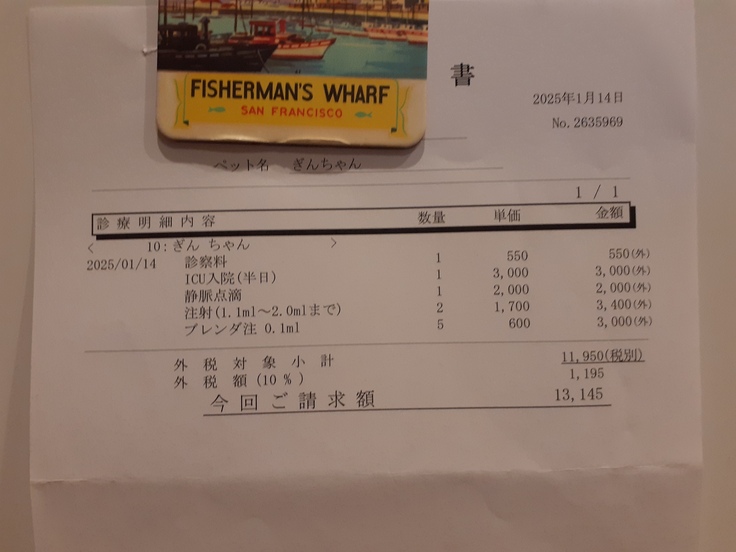 FISHERMAN'S WHARF
SAN FRANCISCO
書
2025年1月14日
No.2635969
ペット名 ぎんちゃん
1 / 1
診療明細内容 数量 単価 金額
< 10:ぎん ちゃん >
2025/01/14 診察料 1 550 550(外)
ICU入院(半日) 1 3,000 3,000(外)
静脈点滴 1 2,000 2,000(外)
注射(1.1ml～2.0mlまで) 2 1,700 3,400(外)
ブレンダ注 0.1ml 5 600 3,000(外)
外税対象小計 11,950(税別)
外税額(10%) 1,195
今回ご請求額 13,145